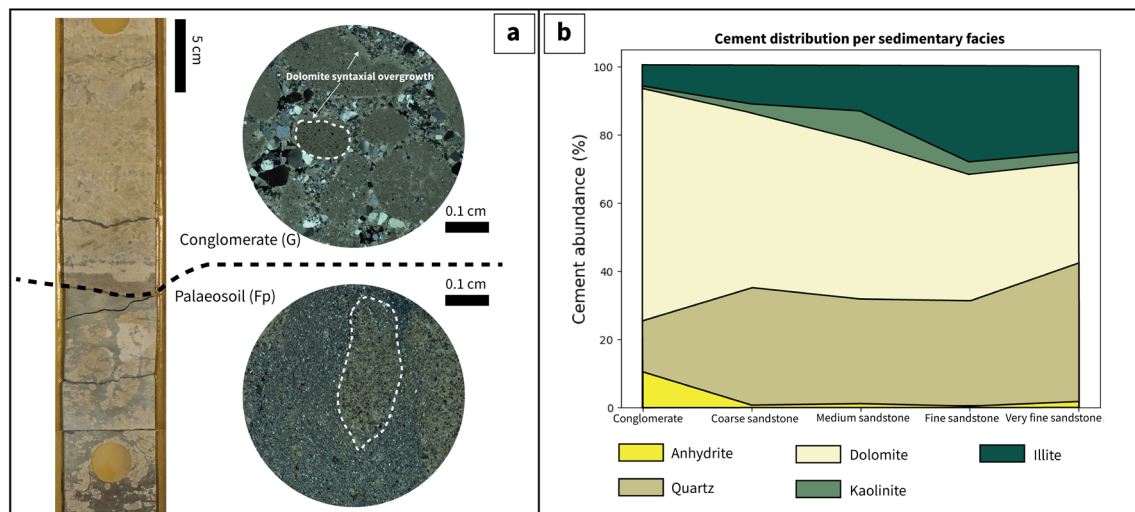 a
5 cm
Dolomite syntaxial overgrowth
0.1 cm
Conglomerate (G)
Palaeosoil (Fp)
0.1 cm
b
Cement distribution per sedimentary facies
Cement abundance (%)
100
80
60
40
20
0
Conglomerate
Coarse sandstone
Medium sandstone
Fine sandstone
Very fine sandstone
Anhydrite
Dolomite
Illite
Quartz
Kaolinite